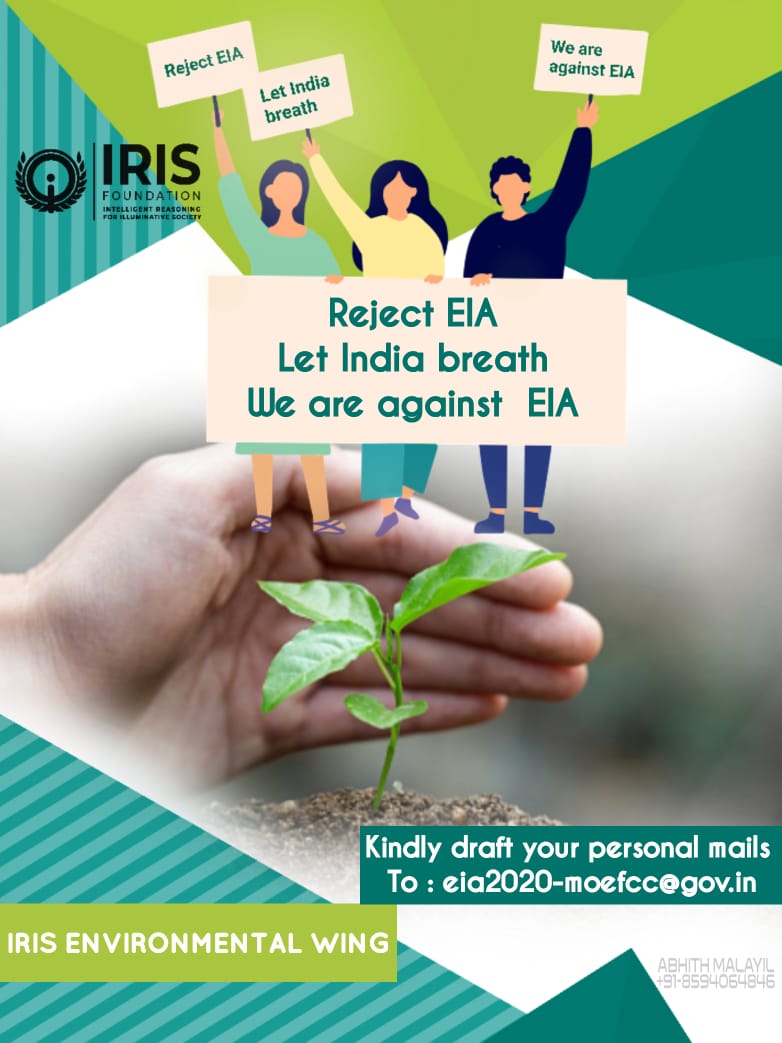 Reject EIA
Let India
breath
We are
against EIA
IRIS
FOUNDATION
INTELLIGENT REASONING
FOR ILLUMINATIVE SOCIETY
Reject EIA
Let India breath
We are against EIA
Kindly draft your personal mails
To : eia2020-moefcc@gov.in
IRIS ENVIRONMENTAL WING
ABHITH MALAYIL
+91-8594064846